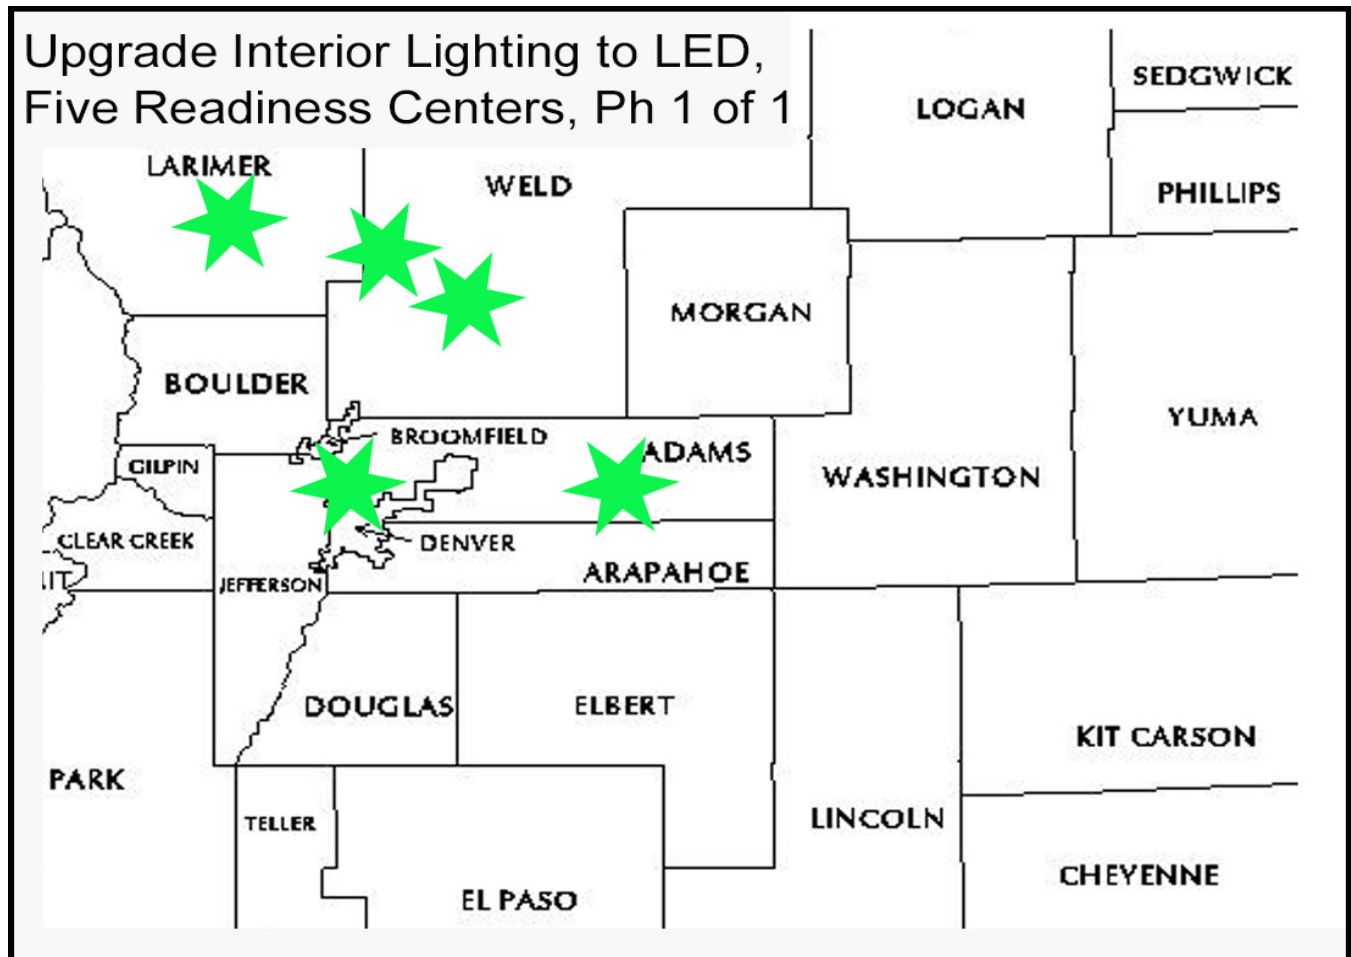 Upgrade Interior Lighting to LED,
Five Readiness Centers, Ph 1 of 1
SEDGWICK
LOGAN
LARIMER
WELD
PHILLIPS
MORGAN
BOULDER
YUMA
BROOMFIELD
ADAMS
GILPIN
WASHINGTON
CLEAR CREEK
DENVER
ARAPAHOE
IIT
JEFFERSON
DOUGLAS
ELBERT
KIT CARSON
PARK
TELLER
LINCOLN
CHEYENNE
EL PASO